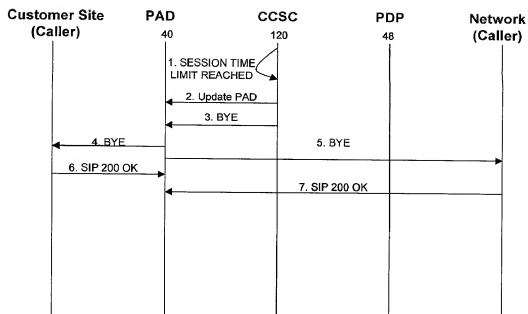 Customer Site PAD CCSC PDP Network
(Caller) 40 120 48 (Caller)
1. SESSION TIME
LIMIT REACHED
2. Update PAD
3. BYE
4. BYE
5. BYE
6. SIP 200 OK
7. SIP 200 OK